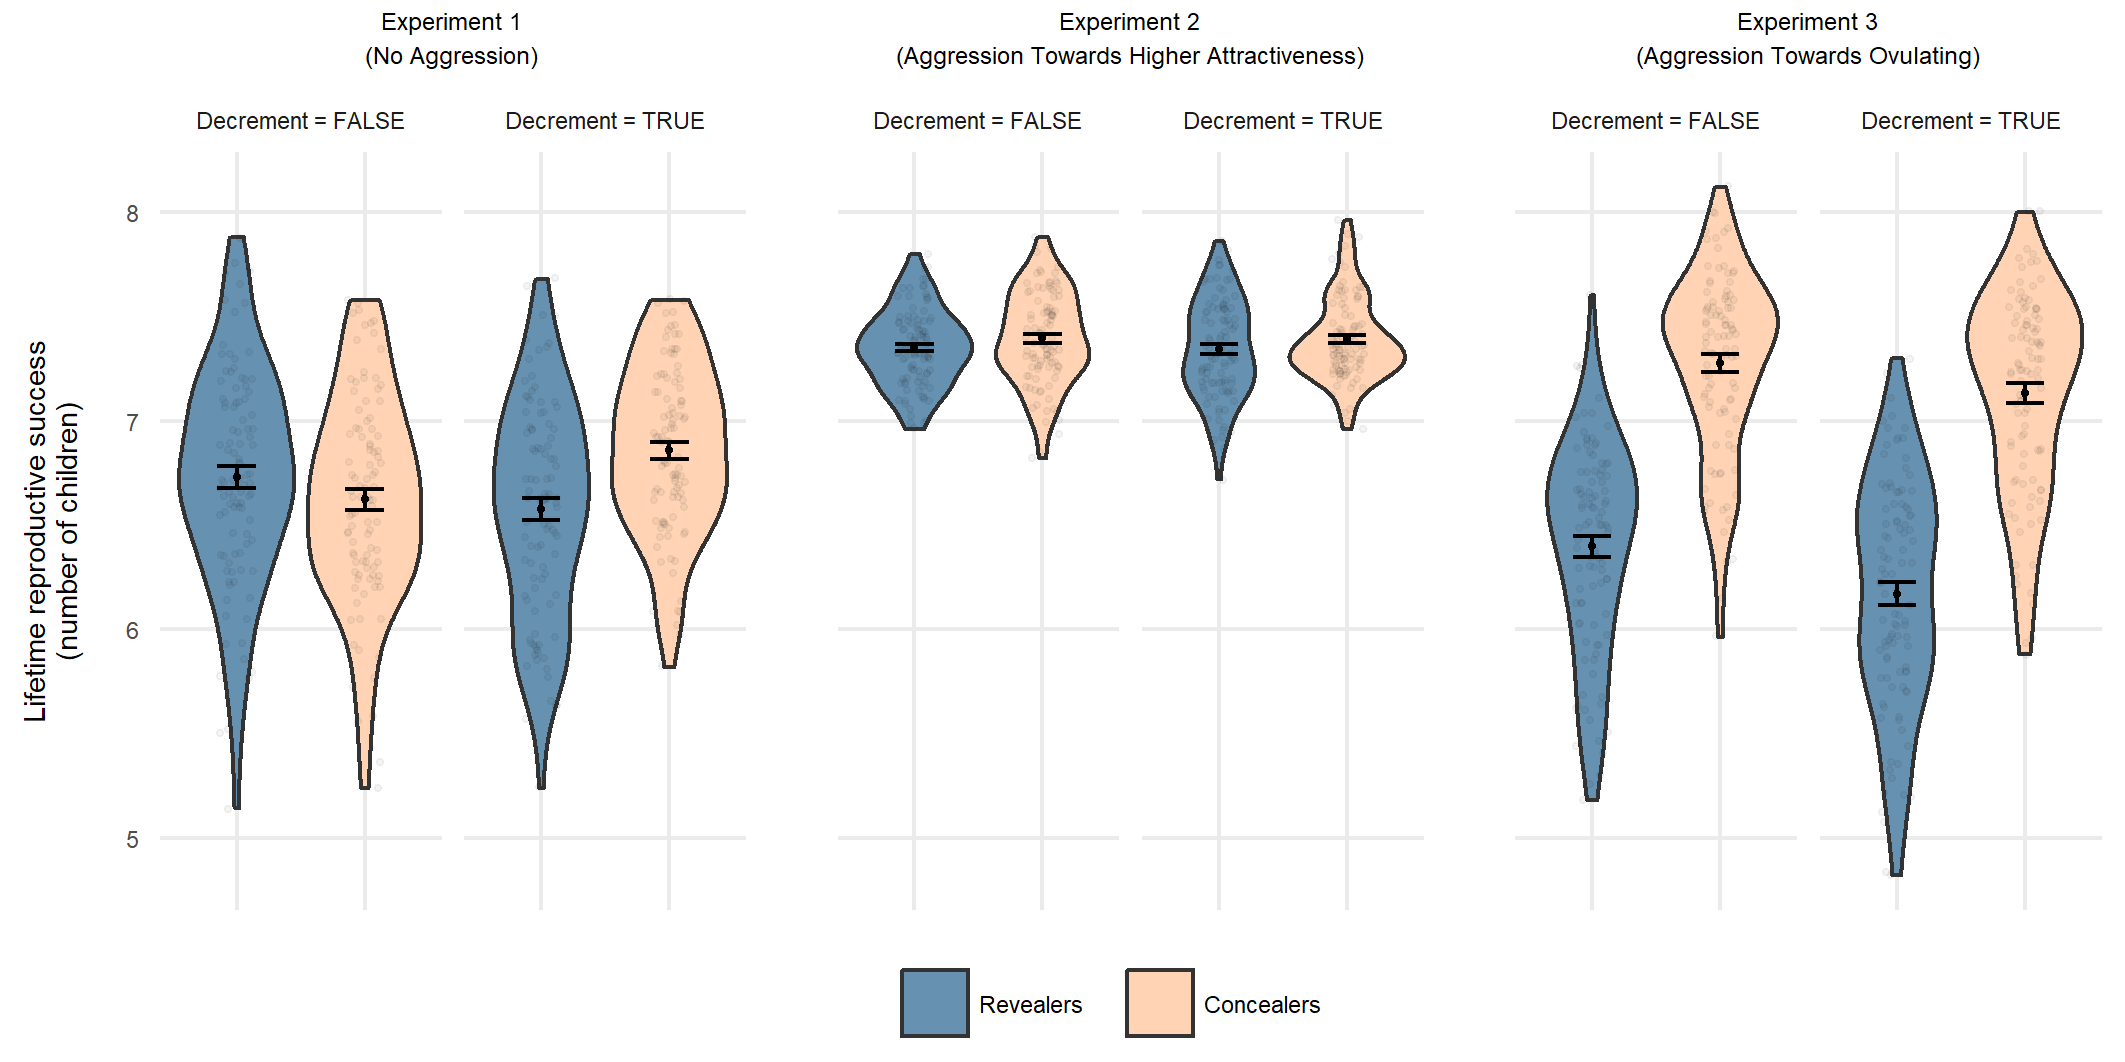 Experiment 1
(No Aggression)
Experiment 2
(Aggression Towards Higher Attractiveness)
Experiment 3
(Aggression Towards Ovulating)
Decrement = FALSE
Decrement = TRUE
Decrement = FALSE
Decrement = TRUE
Decrement = FALSE
Decrement = TRUE
Lifetime reproductive success
(number of children)
8
7
6
5
Revealers
Concealers